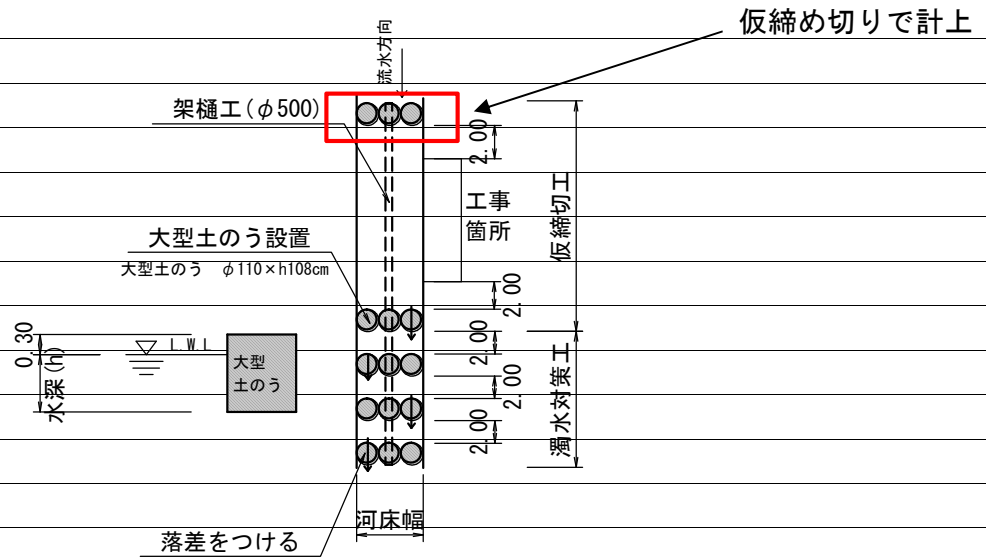 仮締め切りで計上
流水方向
架樋工(φ500)
2.00
工事
箇所
仮締切工
大型土のう設置
大型土のう φ110×h108cm
2.00
0.30
L.W.L
水深(h)
大型
土のう
2.00
2.00
2.00
濁水対策工
河床幅
落差をつける